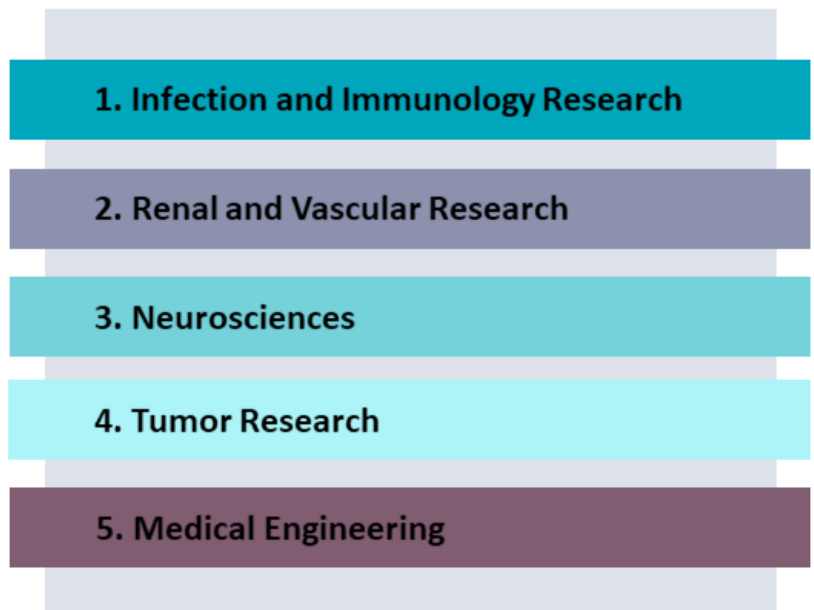 1. Infection and Immunology Research
2. Renal and Vascular Research
3. Neurosciences
4. Tumor Research
5. Medical Engineering